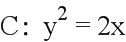 C: y² = 2x